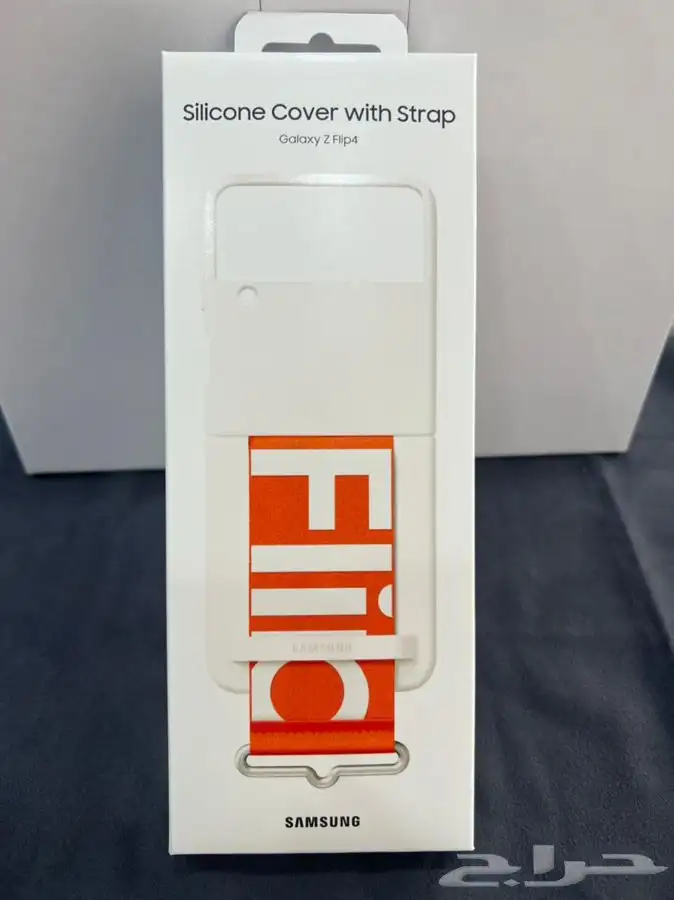 Silicone Cover with Strap
Galaxy Z Flip4
Flip
SAMSUNG
SAMSUNG
حراج